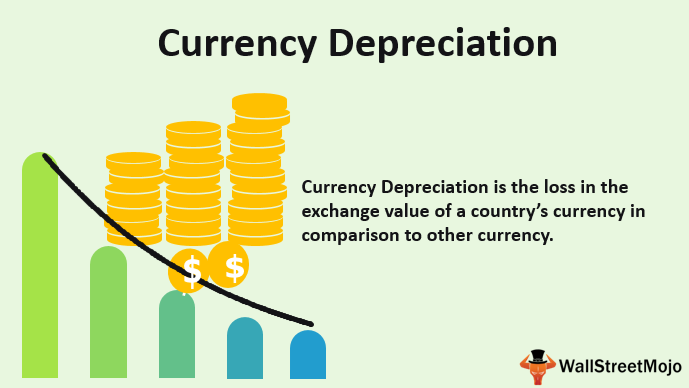 Currency Depreciation
Currency Depreciation is the loss in the
exchange value of a country’s currency in
comparison to other currency.
$ $
WallStreetMojo